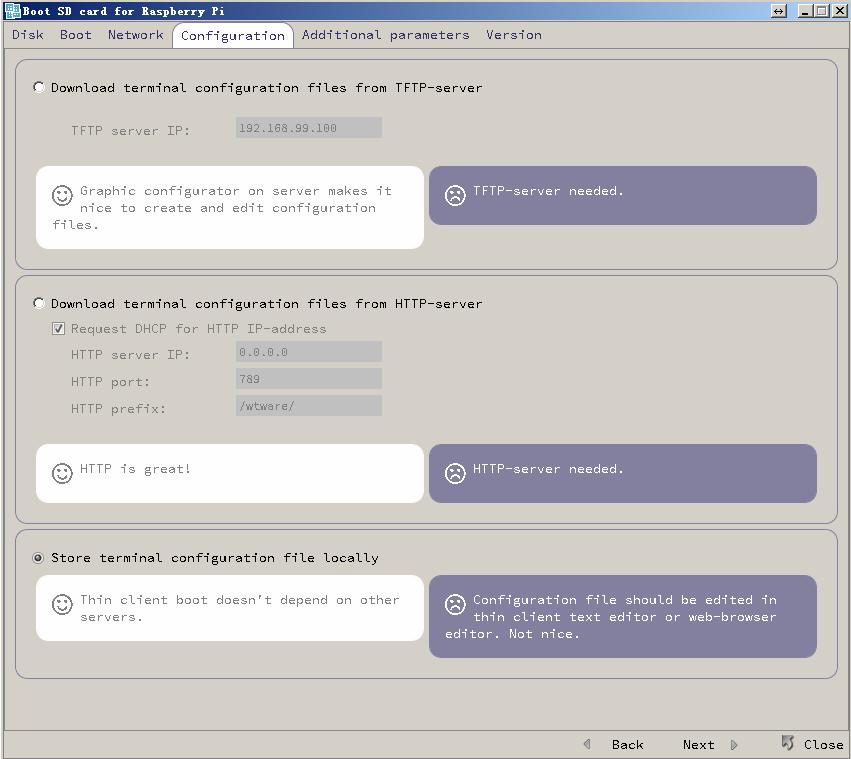 Boot SD card for Raspberry Pi
Disk Boot Network Configuration Additional parameters Version
Download terminal configuration files from TFTP-server
TFTP server IP: 192.168.99.100
Graphic configurator on server makes it
nice to create and edit configuration
files.
TFTP-server needed.
Download terminal configuration files from HTTP-server
Request DHCP for HTTP IP-address
HTTP server IP: 0.0.0.0
HTTP port: 789
HTTP prefix: /wtware/
HTTP is great!
HTTP-server needed.
Store terminal configuration file locally
Thin client boot doesn't depend on other
servers.
Configuration file should be edited in
thin client text editor or web-browser
editor. Not nice.
Back Next Close